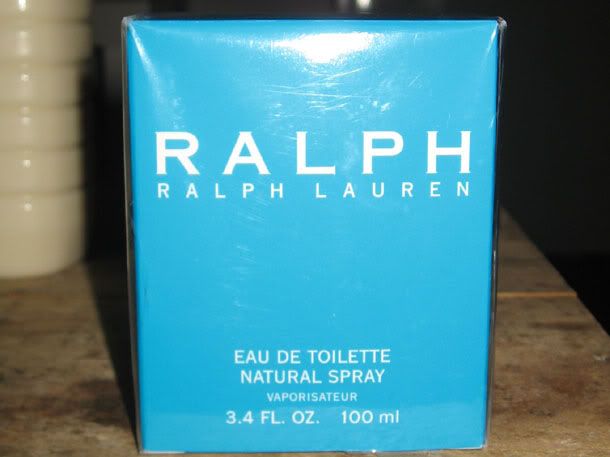 RALPH
RALPH LAUREN
EAU DE TOILETTE
NATURAL SPRAY
VAPORISATEUR
3.4 FL. OZ. 100 ml